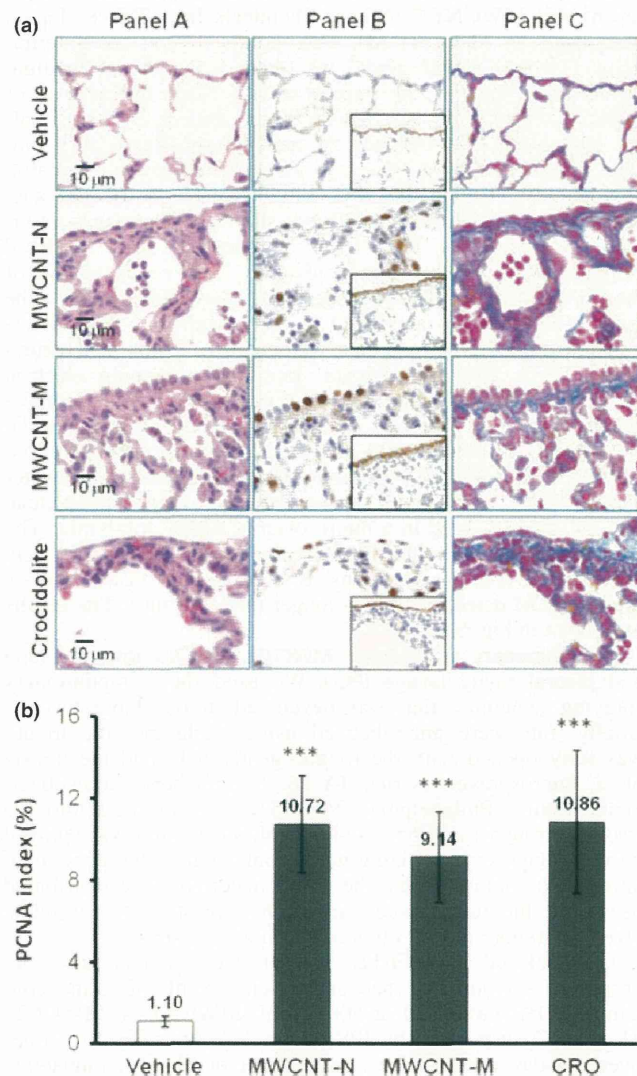 (a)
Panel A Panel B Panel C
Vehicle
10 μm
MWCNT-N
10 μm
MWCNT-M
10 μm
Crocidolite
10 μm
(b)
PCNA index (%)
16
12
8
4
0
1.10
***
10.72
***
9.14
***
10.86
Vehicle MWCNT-N MWCNT-M CRO